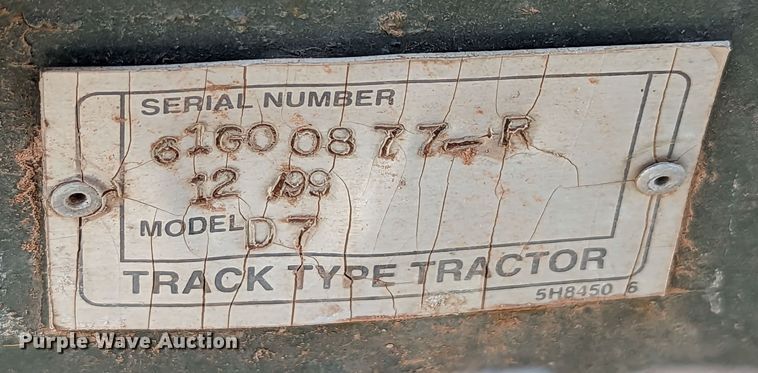 SERIAL NUMBER
61G00877-R
12 /99
MODEL D7
TRACK TYPE TRACTOR
5H8450 6
Purple Wave Auction